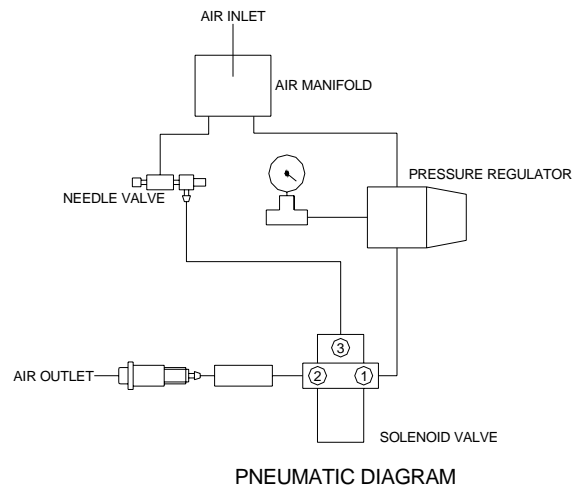 AIR INLET
AIR MANIFOLD
PRESSURE REGULATOR
NEEDLE VALVE
3
2 1
AIR OUTLET
SOLENOID VALVE
PNEUMATIC DIAGRAM